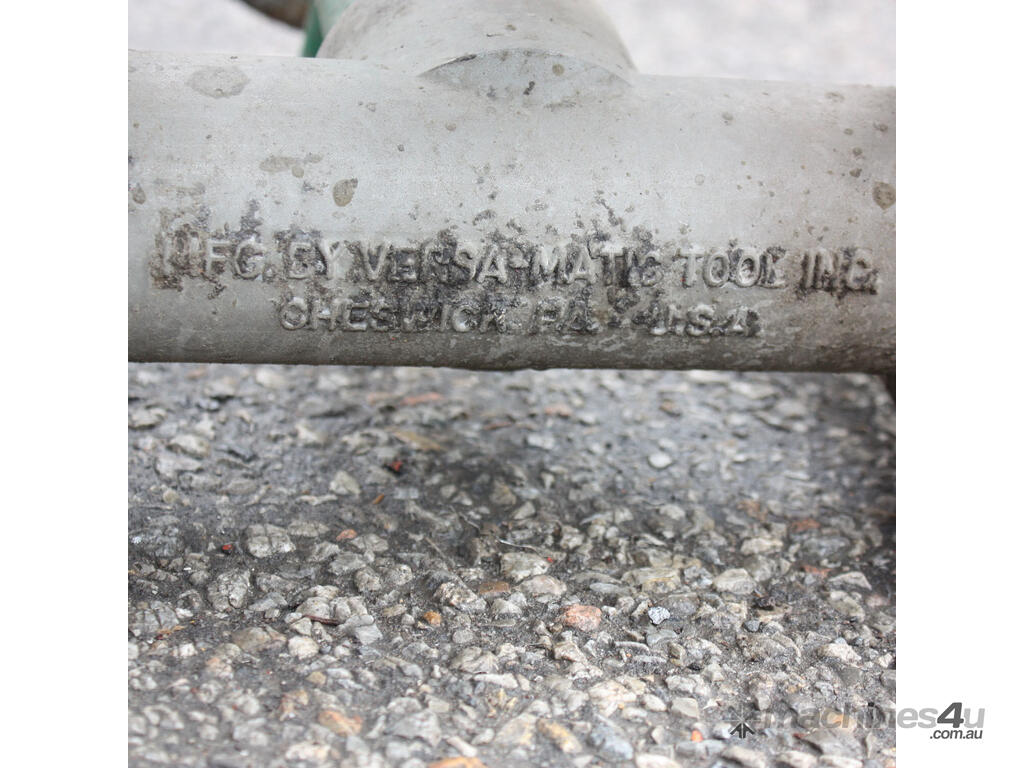 MFG. BY VERSA-MATIC TOOL INC.
CHESWICK PA. U.S.A
machines4u
.com.au